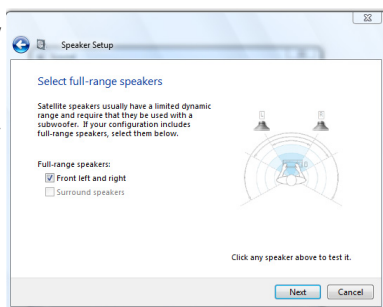 Speaker Setup
Select full-range speakers
Satellite speakers usually have a limited dynamic
range and require that they be used with a
subwoofer. If your configuration includes
full-range speakers, select them below.
Full-range speakers:
Front left and right
Surround speakers
Click any speaker above to test it.
Next
Cancel